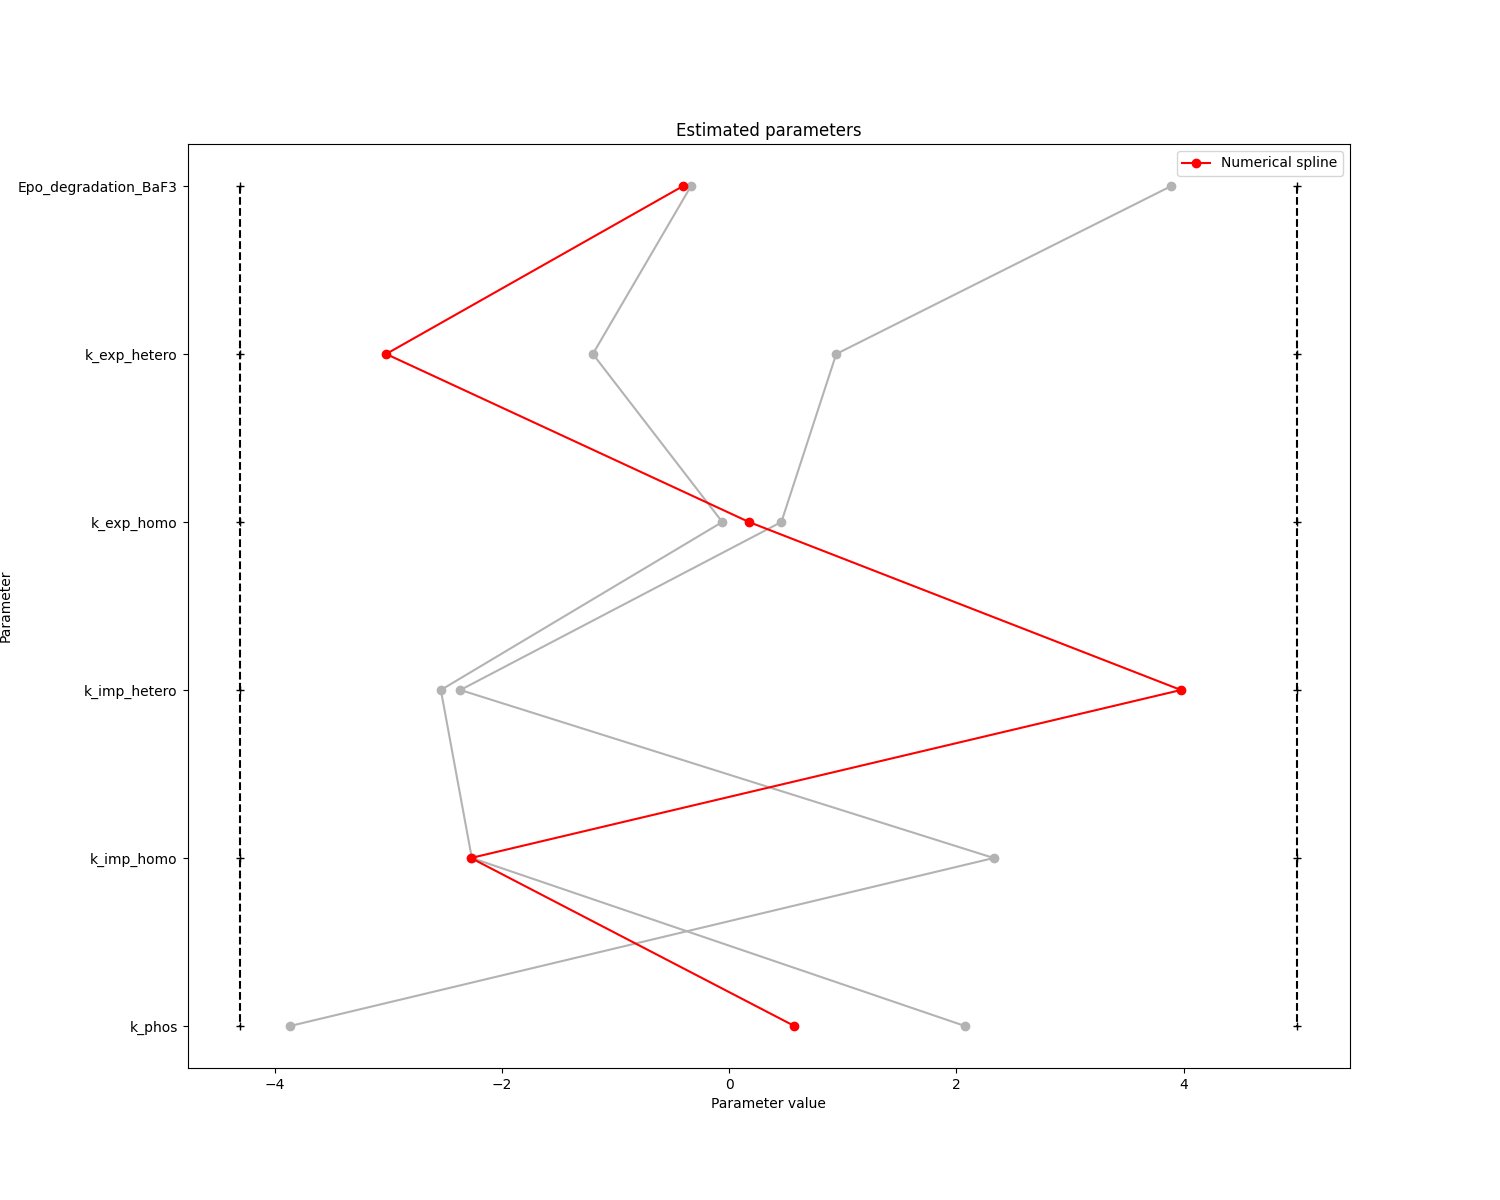 Estimated parameters
Numerical spline
Epo_degradation_BaF3
k_exp_hetero
k_exp_homo
k_imp_hetero
k_imp_homo
k_phos
Parameter
−4
−2
0
2
4
Parameter value